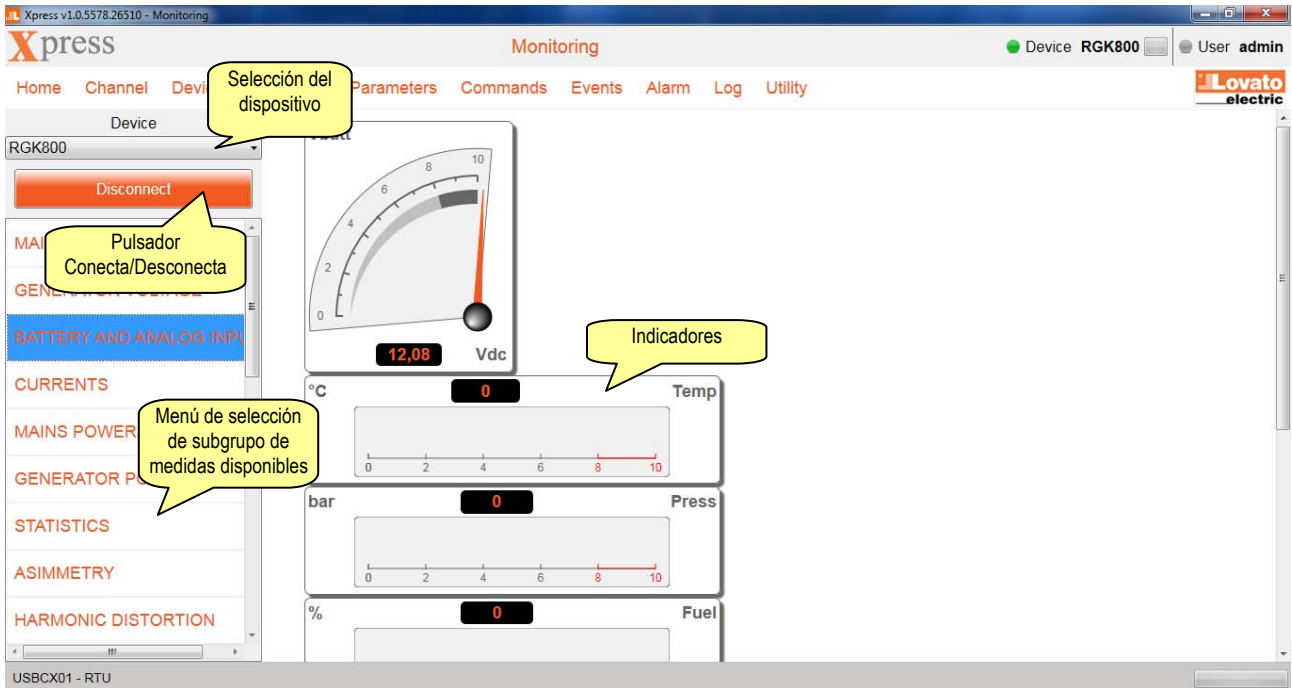 Xpress v1.0.5578.26510 - Monitoring
Xpress
Monitoring
Device RGK800
User admin
Home Channel Parameters Commands Events Alarm Log Utility
Lovato
electric
Selección del
dispositivo
Device
RGK800
Disconnect
Pulsador
Conecta/Desconecta
BATTERY AND ANALOG INPU
CURRENTS
MAINS POWER
Menú de selección
de subgrupo de
medidas disponibles
GENERATOR
STATISTICS
ASIMMETRY
HARMONIC DISTORTION
0 2 4 6 8 10
12,08 Vdc
Indicadores
°C 0 Temp
0 2 4 6 8 10
bar 0 Press
0 2 4 6 8 10
% 0 Fuel
USBCX01 - RTU